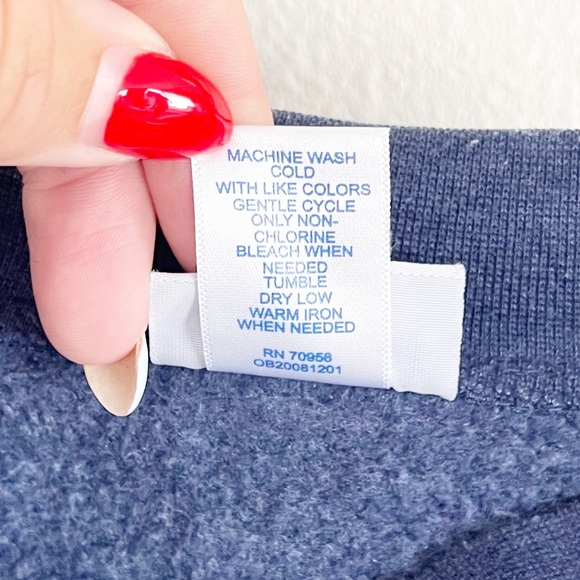 MACHINE WASH
COLD
WITH LIKE COLORS
GENTLE CYCLE
ONLY NON-
CHLORINE
BLEACH WHEN
NEEDED
TUMBLE
DRY LOW
WARM IRON
WHEN NEEDED
RN 70958
OB20081201